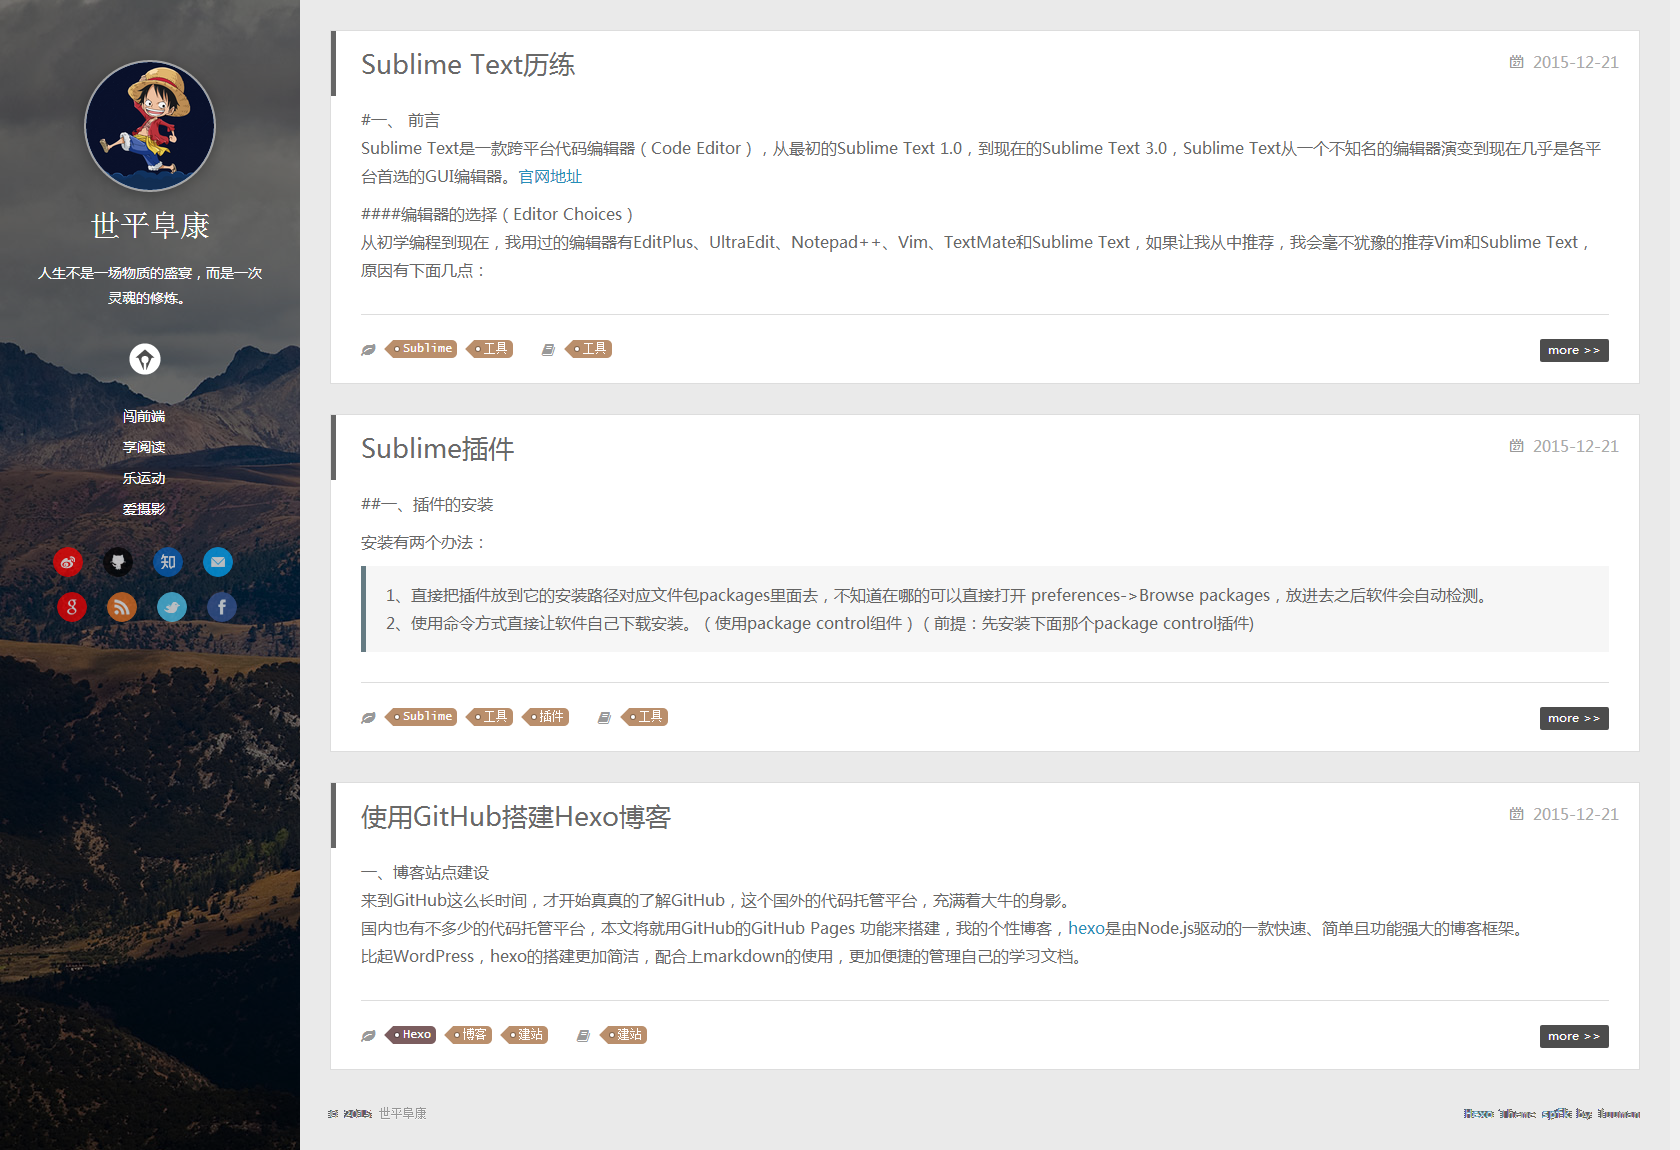 世平阜康
人生不是一场物质的盛宴，而是一次
灵魂的修炼。
闯前端
享阅读
乐运动
爱摄影
知
g
f
Sublime Text历练
2015-12-21
#一、 前言
Sublime Text是一款跨平台代码编辑器（Code Editor），从最初的Sublime Text 1.0，到现在的Sublime Text 3.0，Sublime Text从一个不知名的编辑器演变到现在几乎是各平
台首选的GUI编辑器。官网地址
####编辑器的选择（Editor Choices）
从初学编程到现在，我用过的编辑器有EditPlus、UltraEdit、Notepad++、Vim、TextMate和Sublime Text，如果让我从中推荐，我会毫不犹豫的推荐Vim和Sublime Text，
原因有下面几点：
Sublime 工具 工具
more >>
Sublime插件
2015-12-21
##一、插件的安装
安装有两个办法：
1、直接把插件放到它的安装路径对应文件包packages里面去，不知道在哪的可以直接打开 preferences->Browse packages，放进去之后软件会自动检测。
2、使用命令方式直接让软件自己下载安装。（使用package control组件）（前提：先安装下面那个package control插件)
Sublime 工具 插件 工具
more >>
使用GitHub搭建Hexo博客
2015-12-21
一、博客站点建设
来到GitHub这么长时间，才开始真真的了解GitHub，这个国外的代码托管平台，充满着大牛的身影。
国内也有不多少的代码托管平台，本文将就用GitHub的GitHub Pages 功能来搭建，我的个性博客，hexo是由Node.js驱动的一款快速、简单且功能强大的博客框架。
比起WordPress，hexo的搭建更加简洁，配合上markdown的使用，更加便捷的管理自己的学习文档。
Hexo 博客 建站 建站
more >>
© 2015 世平阜康
Hexo Theme spfk by luuman